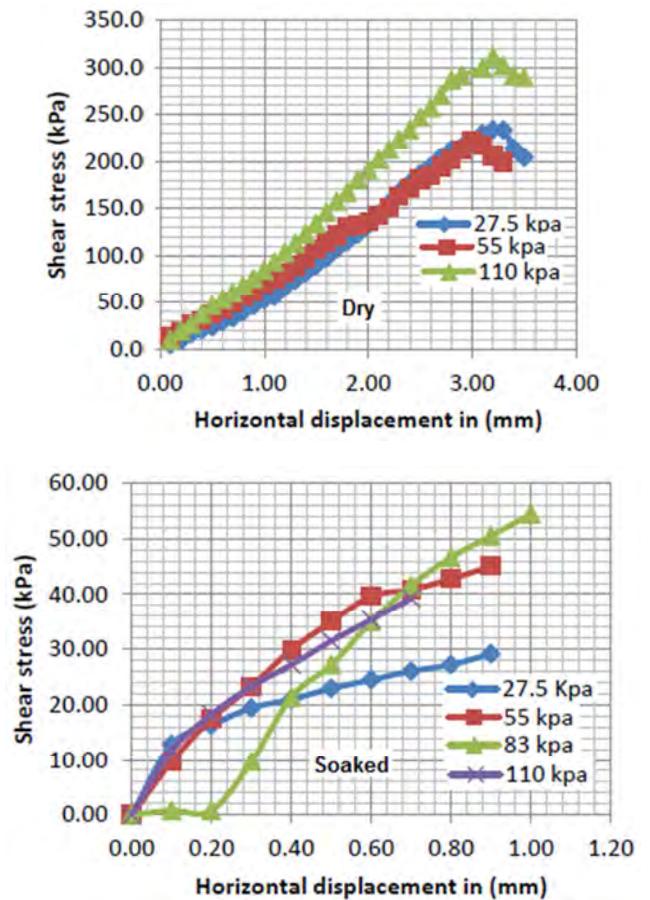 350.0
300.0
250.0
200.0
150.0
100.0
50.0
0.0
Shear stress (kPa)
27.5 kpa
55 kpa
110 kpa
Dry
0.00 1.00 2.00 3.00 4.00
Horizontal displacement in (mm)
60.00
50.00
40.00
30.00
20.00
10.00
0.00
Shear stress (kPa)
27.5 Kpa
55 kpa
83 kpa
110 kpa
Soaked
0.00 0.20 0.40 0.60 0.80 1.00 1.20
Horizontal displacement in (mm)